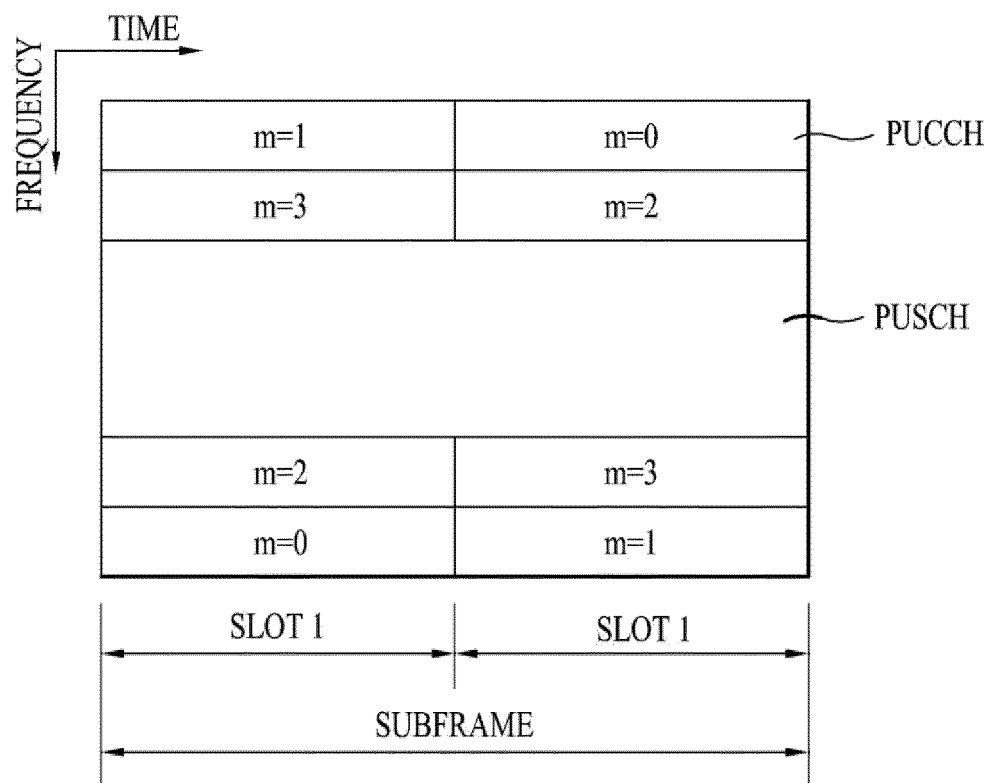 TIME
FREQUENCY
m=1
m=0
PUCCH
m=3
m=2
PUSCH
m=2
m=3
m=0
m=1
SLOT 1
SLOT 1
SUBFRAME